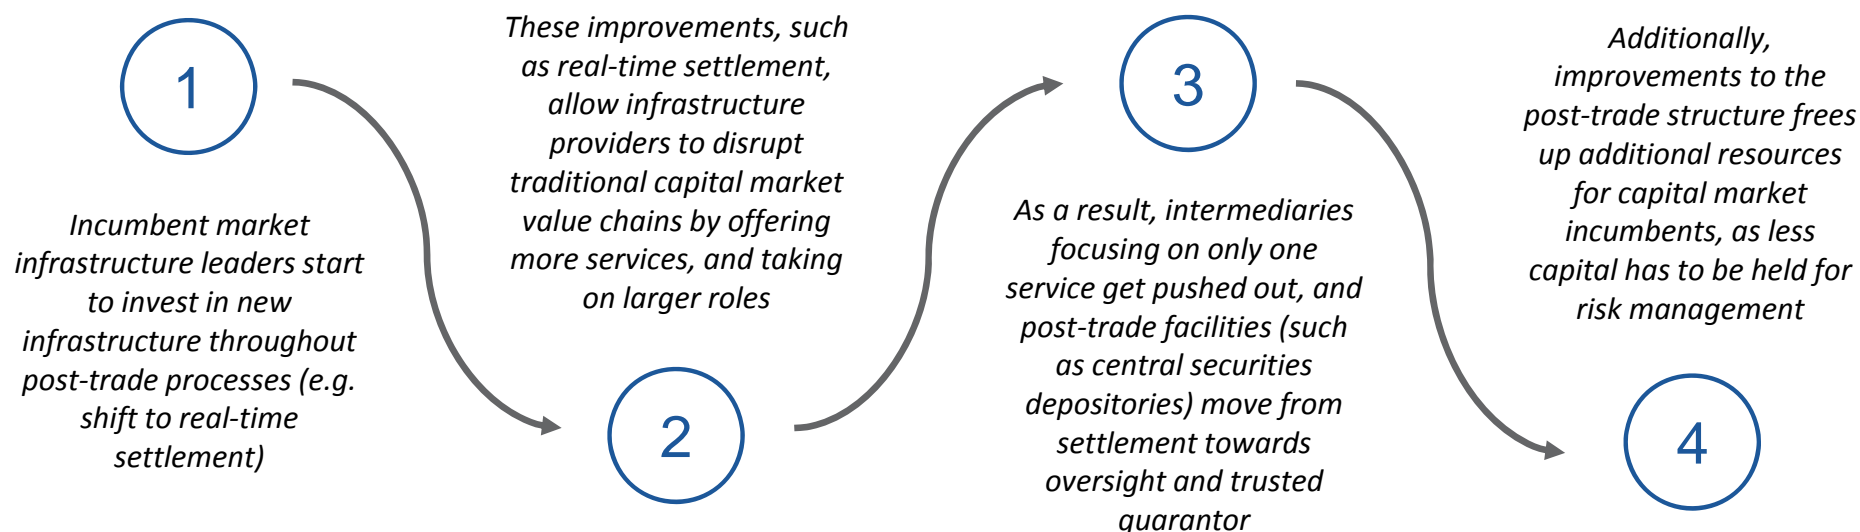 1
Incumbent market
infrastructure leaders start
to invest in new
infrastructure throughout
post-trade processes (e.g.
shift to real-time
settlement)
These improvements, such
as real-time settlement,
allow infrastructure
providers to disrupt
traditional capital market
value chains by offering
more services, and taking
on larger roles
2
3
As a result, intermediaries
focusing on only one
service get pushed out, and
post-trade facilities (such
as central securities
depositories) move from
settlement towards
oversight and trusted
guarantor
Additionally,
improvements to the
post-trade structure frees
up additional resources
for capital market
incumbents, as less
capital has to be held for
risk management
4